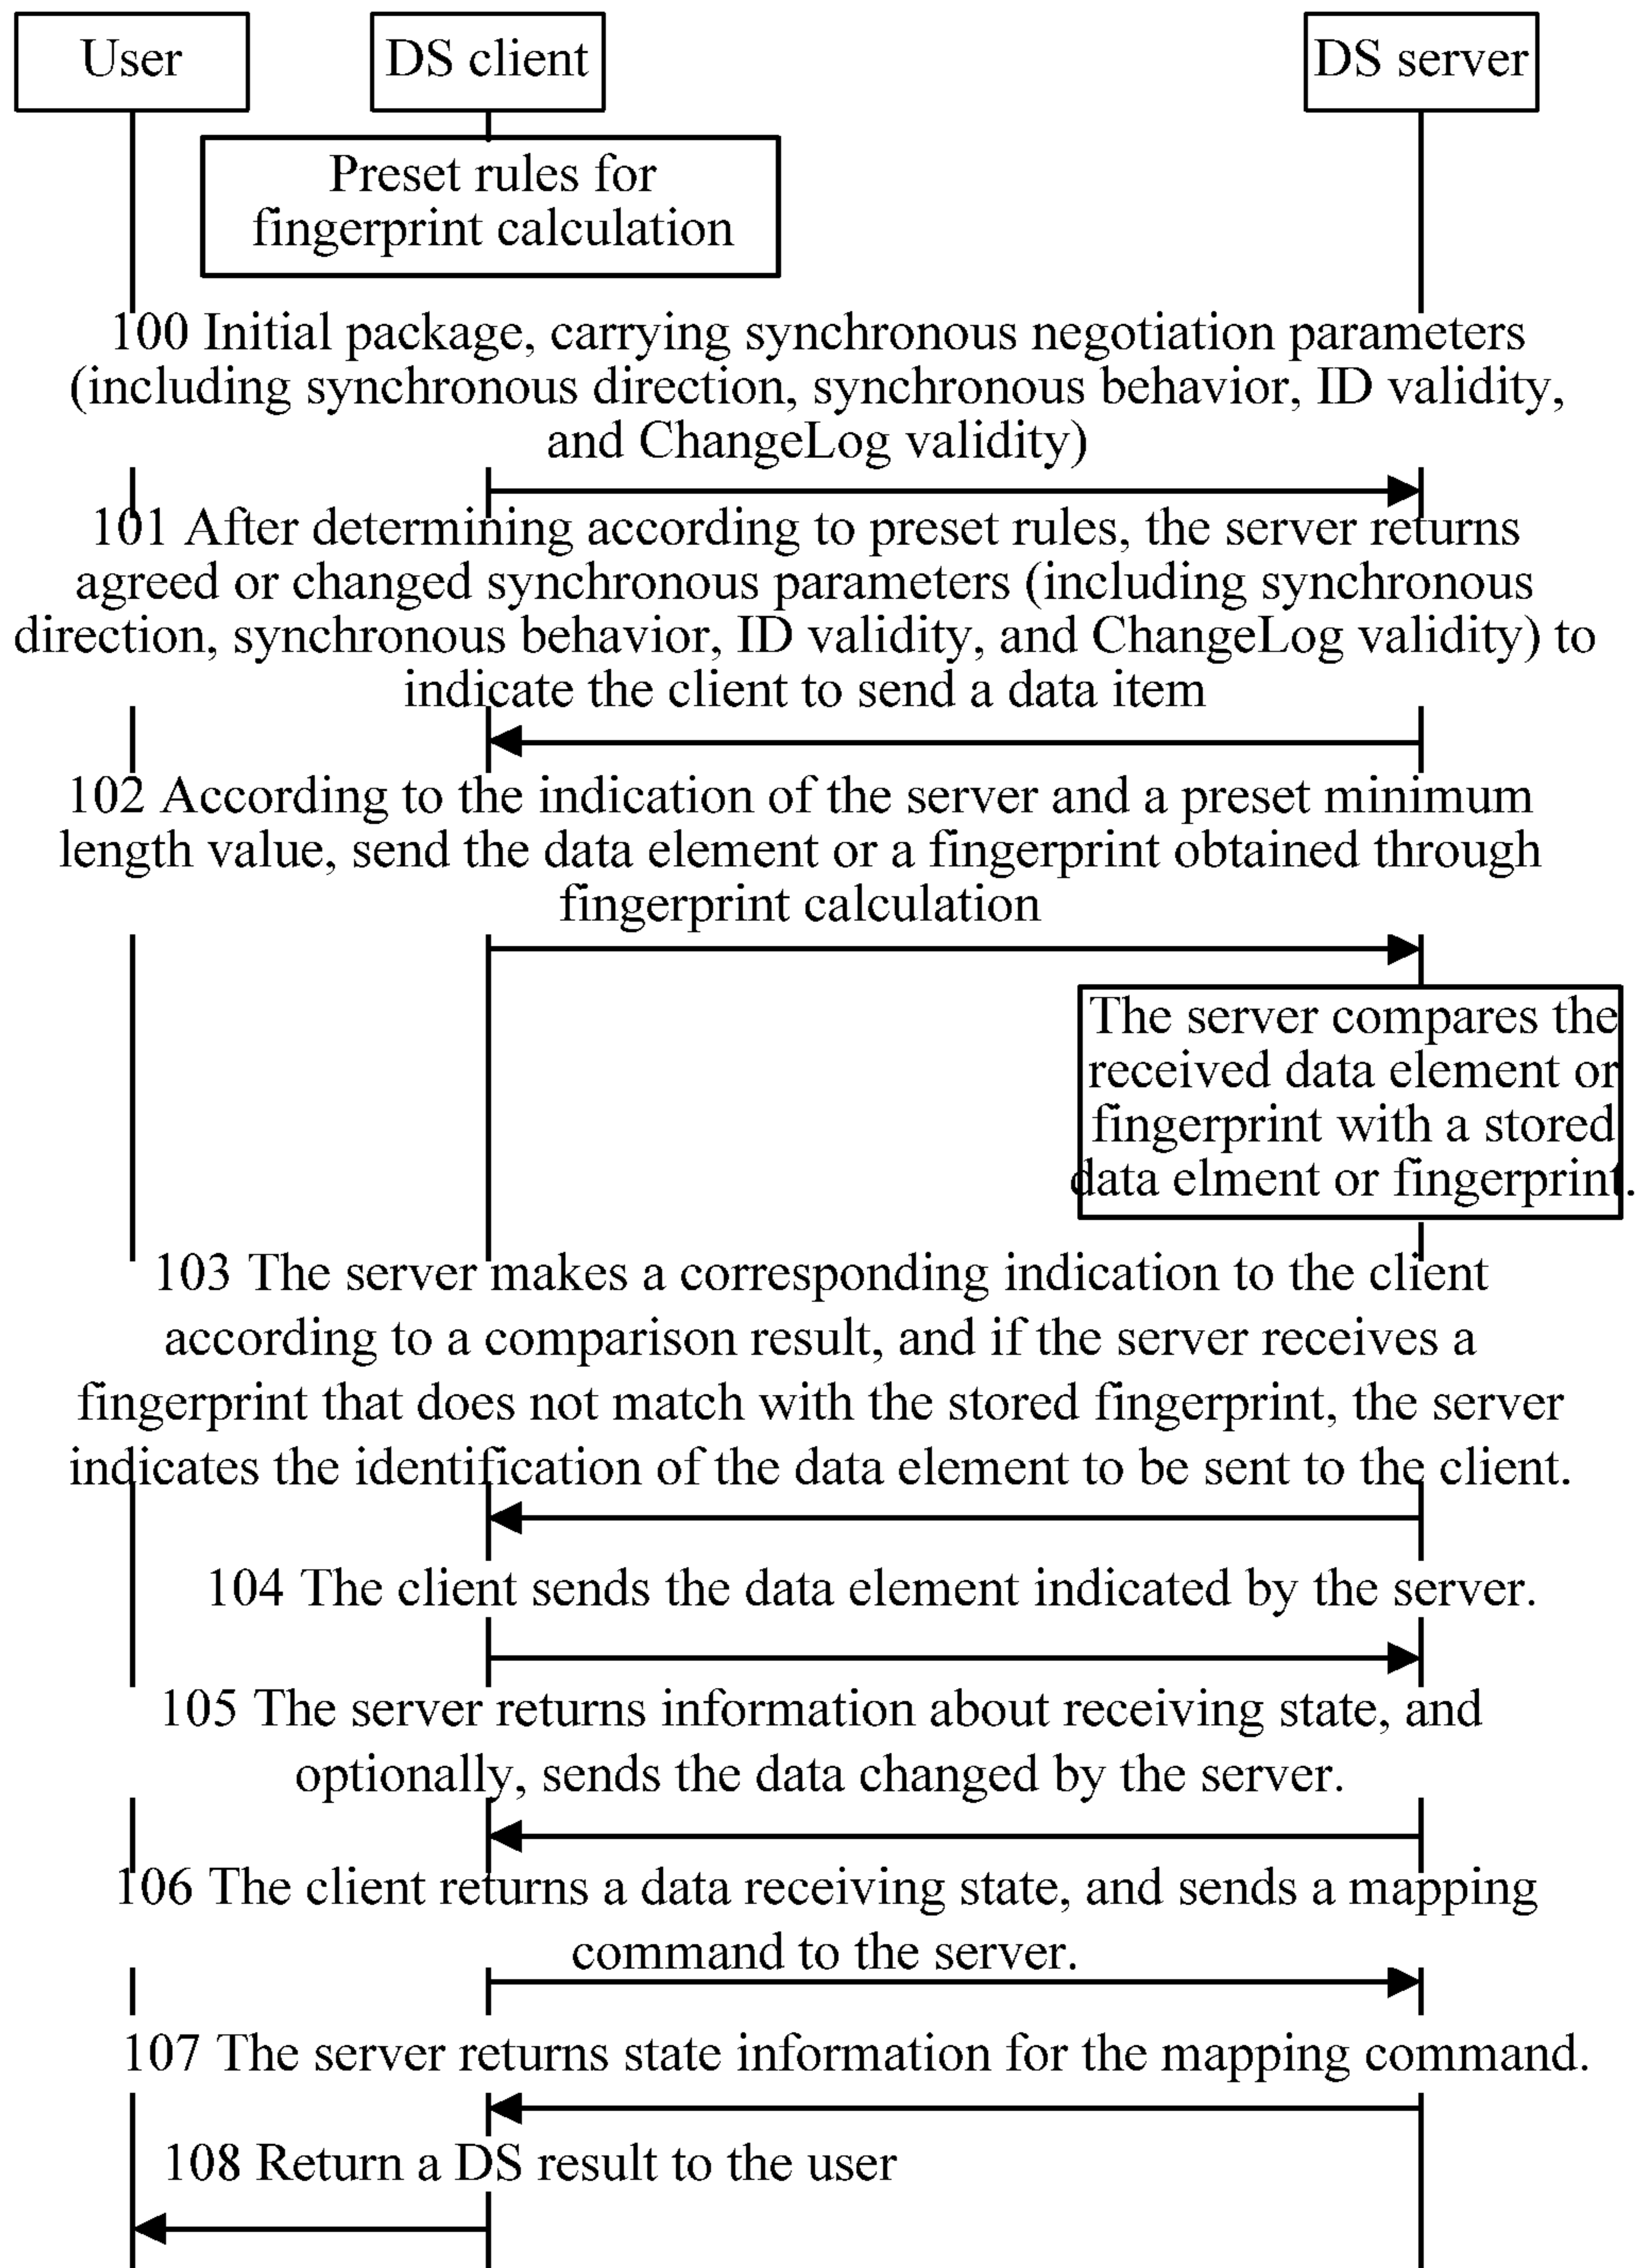 User
DS client
DS server
Preset rules for
fingerprint calculation
100 Initial package, carrying synchronous negotiation parameters
(including synchronous direction, synchronous behavior, ID validity,
and ChangeLog validity)
101 After determining according to preset rules, the server returns
agreed or changed synchronous parameters (including synchronous
direction, synchronous behavior, ID validity, and ChangeLog validity) to
indicate the client to send a data item
102 According to the indication of the server and a preset minimum
length value, send the data element or a fingerprint obtained through
fingerprint calculation
The server compares the
received data element or
fingerprint with a stored
data elment or fingerprint.
103 The server makes a corresponding indication to the client
according to a comparison result, and if the server receives a
fingerprint that does not match with the stored fingerprint, the server
indicates the identification of the data element to be sent to the client.
104 The client sends the data element indicated by the server.
105 The server returns information about receiving state, and
optionally, sends the data changed by the server.
106 The client returns a data receiving state, and sends a mapping
command to the server.
107 The server returns state information for the mapping command.
108 Return a DS result to the user